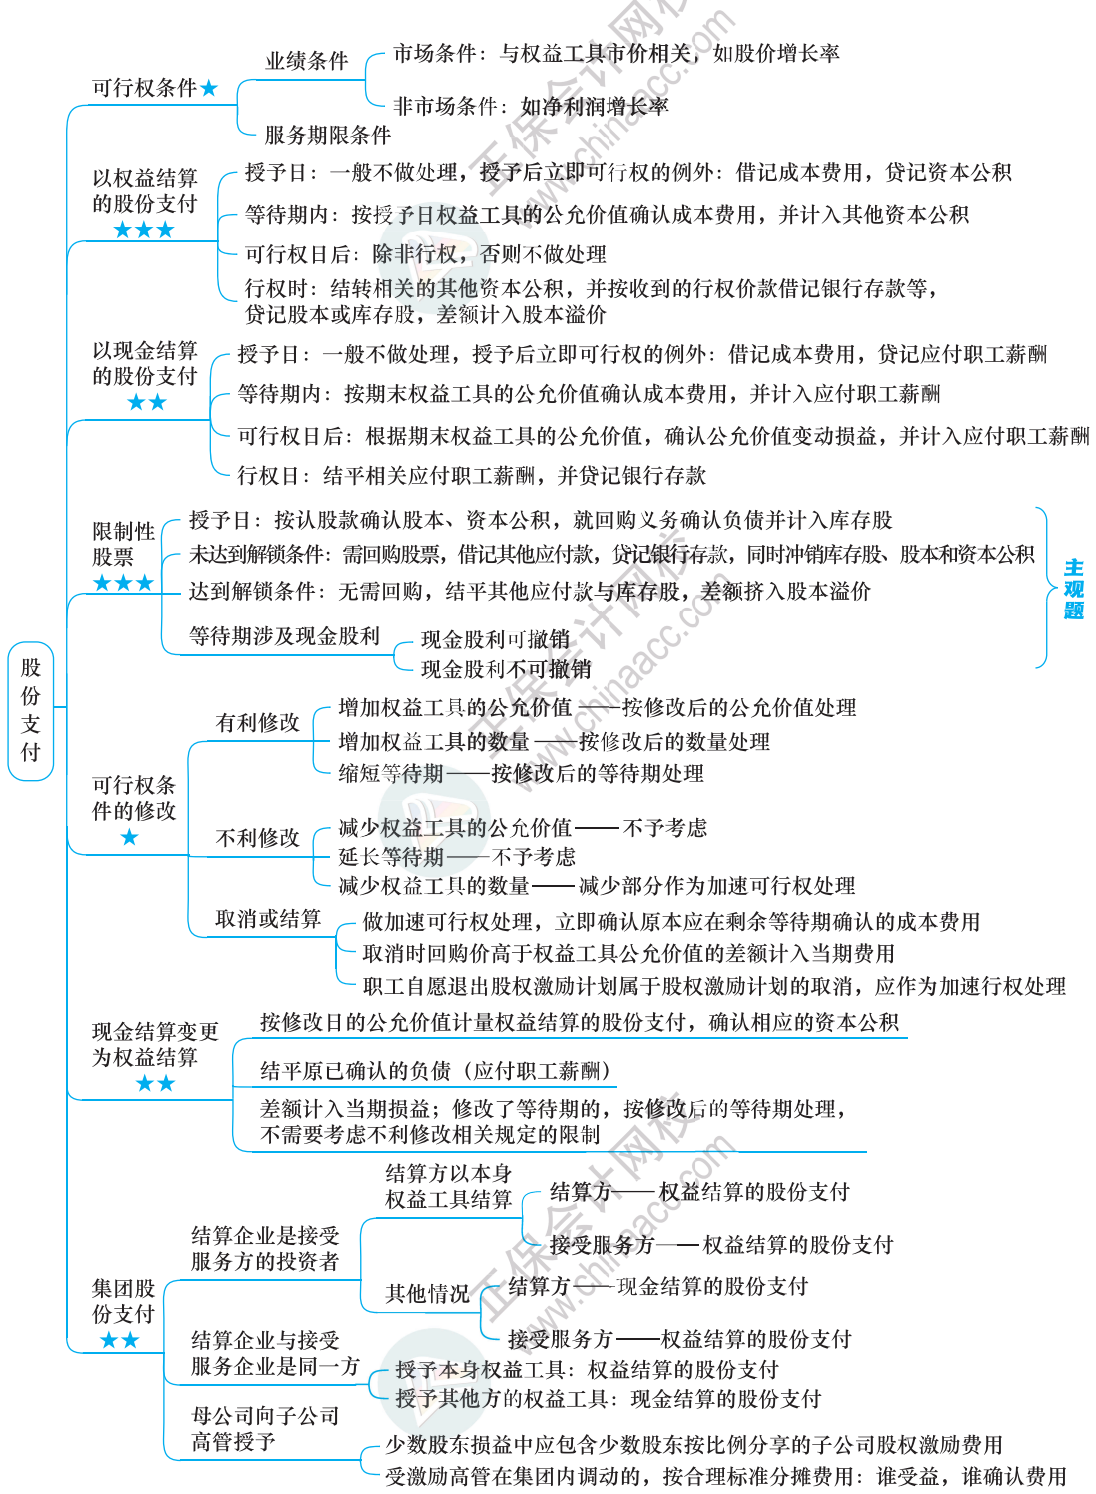 股份支付
可行权条件★
业绩条件
市场条件：与权益工具市价相关，如股价增长率
非市场条件：如净利润增长率
服务期限条件
以权益结算
的股份支付
★★★
授予日：一般不做处理，授予后立即可行权的例外：借记成本费用，贷记资本公积
等待期内：按授予日权益工具的公允价值确认成本费用，并计入其他资本公积
可行权日后：除非行权，否则不做处理
行权时：结转相关的其他资本公积，并按收到的行权价款借记银行存款等，
贷记股本或库存股，差额计入股本溢价
以现金结算
的股份支付
★★
授予日：一般不做处理，授予后立即可行权的例外：借记成本费用，贷记应付职工薪酬
等待期内：按期末权益工具的公允价值确认成本费用，并计入应付职工薪酬
可行权日后：根据期末权益工具的公允价值，确认公允价值变动损益，并计入应付职工薪酬
行权日：结平相关应付职工薪酬，并贷记银行存款
限制性
股票
★★★
授予日：按认股款确认股本、资本公积，就回购义务确认负债并计入库存股
未达到解锁条件：需回购股票，借记其他应付款，贷记银行存款，同时冲销库存股、股本和资本公积
达到解锁条件：无需回购，结平其他应付款与库存股，差额挤入股本溢价
等待期涉及现金股利
现金股利可撤销
现金股利不可撤销
主观题
可行权条
件的修改
★
有利修改
增加权益工具的公允价值——按修改后的公允价值处理
增加权益工具的数量——按修改后的数量处理
缩短等待期——按修改后的等待期处理
不利修改
减少权益工具的公允价值——不予考虑
延长等待期——不予考虑
减少权益工具的数量——减少部分作为加速可行权处理
取消或结算
做加速可行权处理，立即确认原本应在剩余等待期确认的成本费用
取消时回购价高于权益工具公允价值的差额计入当期费用
职工自愿退出股权激励计划属于股权激励计划的取消，应作为加速行权处理
现金结算变更
为权益结算
★★
按修改日的公允价值计量权益结算的股份支付，确认相应的资本公积
结平原已确认的负债（应付职工薪酬）
差额计入当期损益；修改了等待期的，按修改后的等待期处理，
不需要考虑不利修改相关规定的限制
集团股
份支付
★★
结算企业是接受
服务方的投资者
结算方以本身
权益工具结算
结算方——权益结算的股份支付
接受服务方——权益结算的股份支付
其他情况
结算方——现金结算的股份支付
接受服务方——权益结算的股份支付
结算企业与接受
服务企业是同一方
授予本身权益工具：权益结算的股份支付
授予其他方的权益工具：现金结算的股份支付
母公司向子公司
高管授予
少数股东损益中应包含少数股东按比例分享的子公司股权激励费用
受激励高管在集团内调动的，按合理标准分摊费用：谁受益，谁确认费用
正保会计网校
www.chinaacc.com
正保会计网校
www.chinaacc.com
正保会计网校
www.chinaacc.com